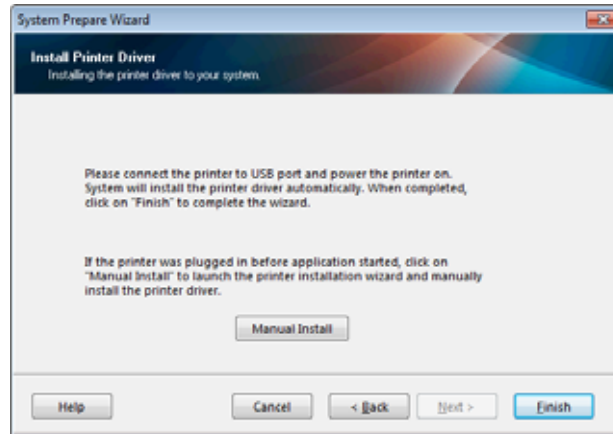 System Prepare Wizard
Install Printer Driver
Installing the printer driver to your system.
Please connect the printer to USB port and power the printer on.
System will install the printer driver automatically. When completed,
click on "Finish" to complete the wizard.
If the printer was plugged in before application started, click on
"Manual Install" to launch the printer installation wizard and manually
install the printer driver.
Manual Install
Help
Cancel
< Back
Next >
Finish